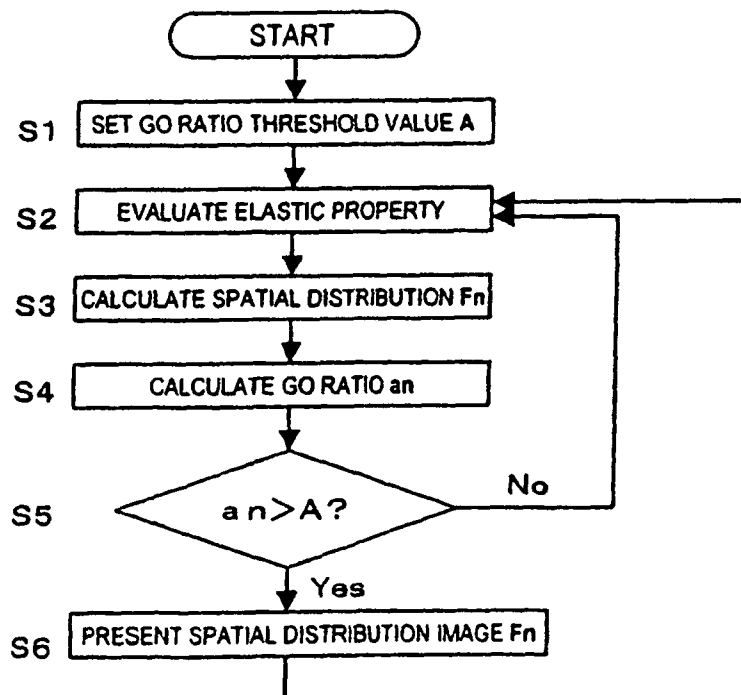 START
S1 SET GO RATIO THRESHOLD VALUE A
S2 EVALUATE ELASTIC PROPERTY
S3 CALCULATE SPATIAL DISTRIBUTION Fn
S4 CALCULATE GO RATIO an
S5 an>A? No
Yes
S6 PRESENT SPATIAL DISTRIBUTION IMAGE Fn